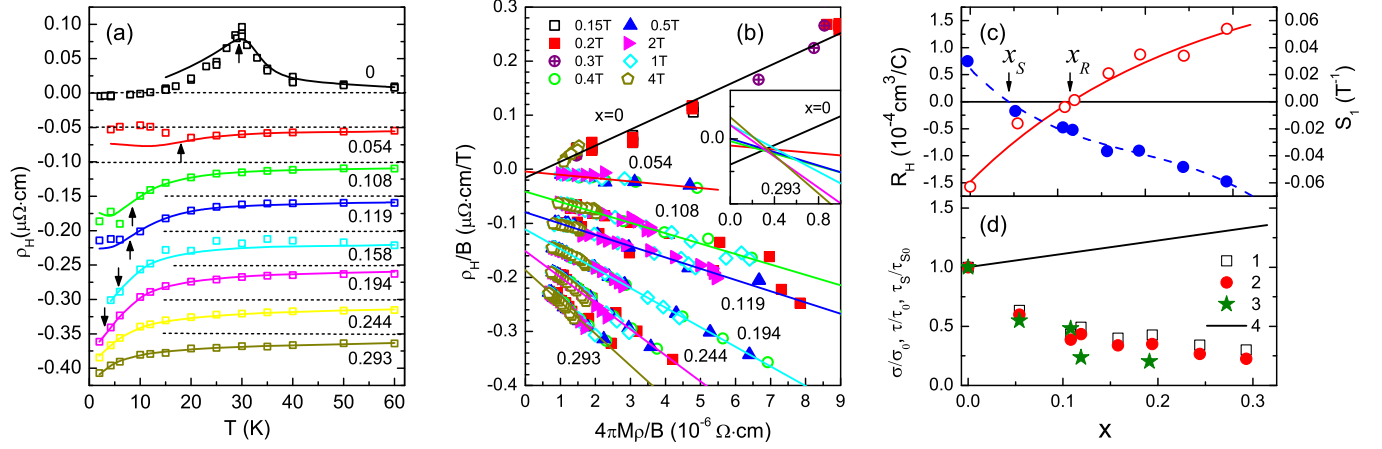 (a)
0.10
0.05
0.00
-0.05
-0.10
-0.15
-0.20
-0.25
-0.30
-0.35
-0.40
ρH(μΩ·cm)
0
0.054
0.108
0.119
0.158
0.194
0.244
0.293
0 10 20 30 40 50 60
T (K)
(b)
0.3
0.2
0.1
0.0
-0.1
-0.2
-0.3
-0.4
ρH/B (μΩ·cm/T)
0.15T 0.5T
0.2T 2T
0.3T 1T
0.4T 4T
x=0
0.054
0.108
0.119
0.194
0.244
0.293
x=0
0.0
0.293
0.0 0.4 0.8
0 1 2 3 4 5 6 7 8 9
4πMρ/B (10⁻⁶ Ω·cm)
(c)
xS
xR
1.5
1.0
0.5
0.0
-0.5
-1.0
-1.5
RH (10⁻⁴ cm³/C)
0.06
0.04
0.02
0.00
-0.02
-0.04
-0.06
S1 (T⁻¹)
(d)
1.5
1.0
0.5
0.0
σ/σ0, τ/τ0, τS/τS0
1
2
3
4
0.0 0.1 0.2 0.3
x